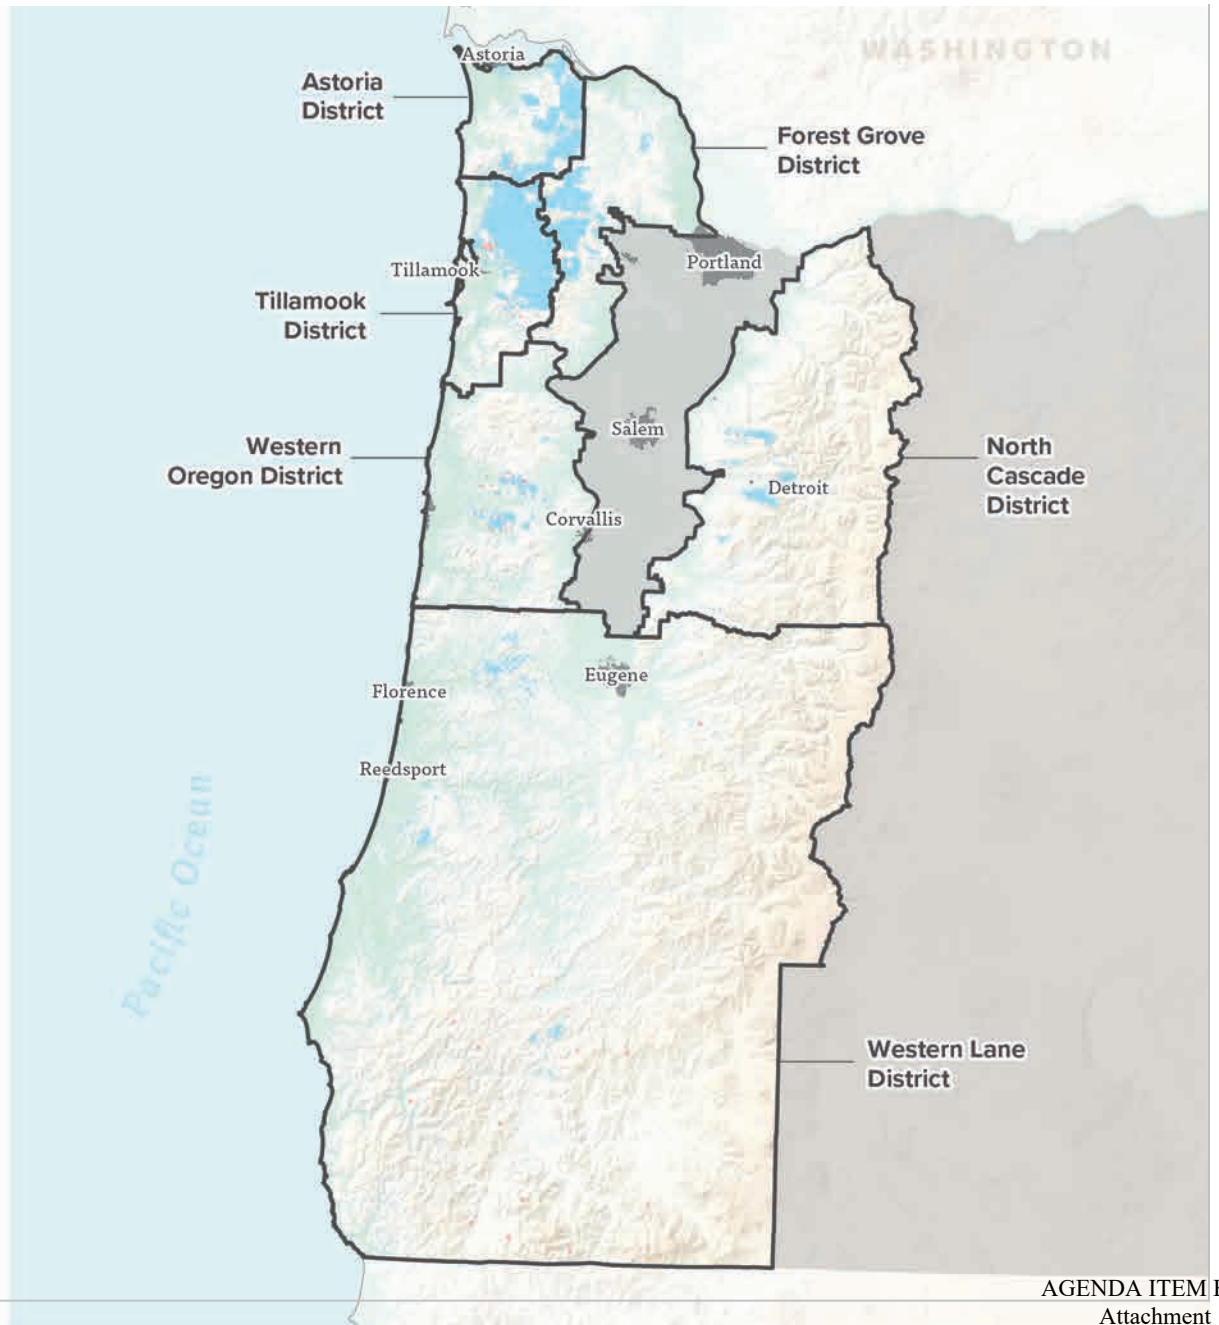 WASHINGTON
Astoria
Astoria
District
Forest Grove
District
Portland
Tillamook
Tillamook
District
Salem
Western
Oregon District
North
Cascade
District
Detroit
Corvallis
Eugene
Florence
Reedsport
Pacific Ocean
Western Lane
District
AGENDA ITEM
Attachment